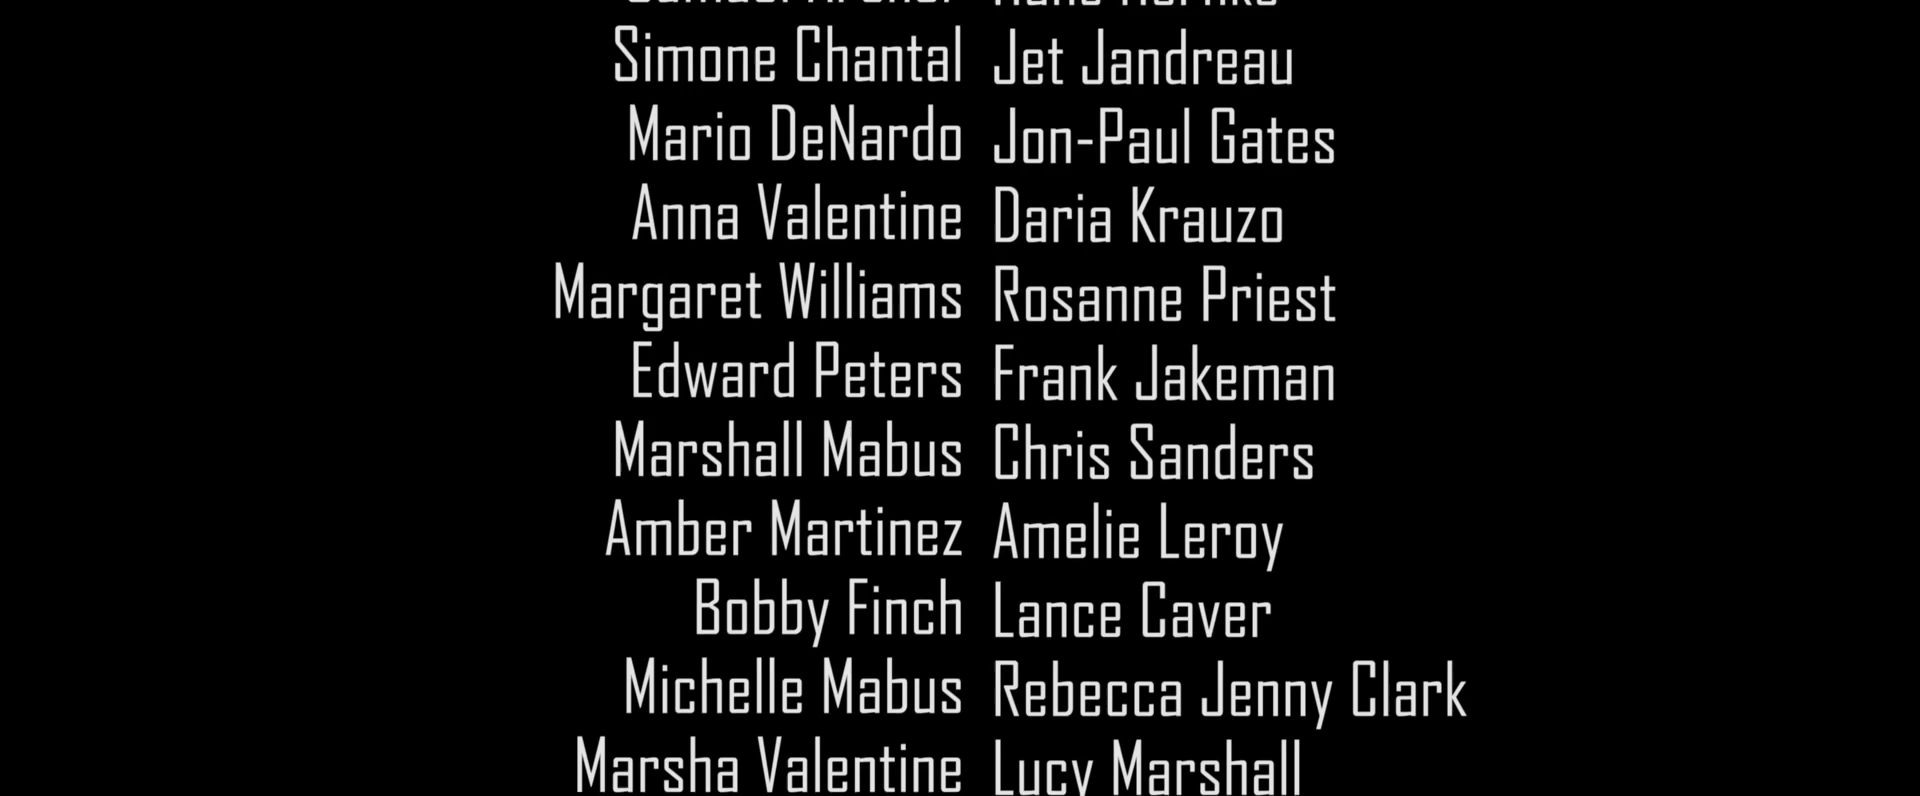 Simone Chantal Jet Jandreau
Mario DeNardo Jon-Paul Gates
Anna Valentine Daria Krauzo
Margaret Williams Rosanne Priest
Edward Peters Frank Jakeman
Marshall Mabus Chris Sanders
Amber Martinez Amelie Leroy
Bobby Finch Lance Caver
Michelle Mabus Rebecca Jenny Clark
Marsha Valentine Lucy Marshall